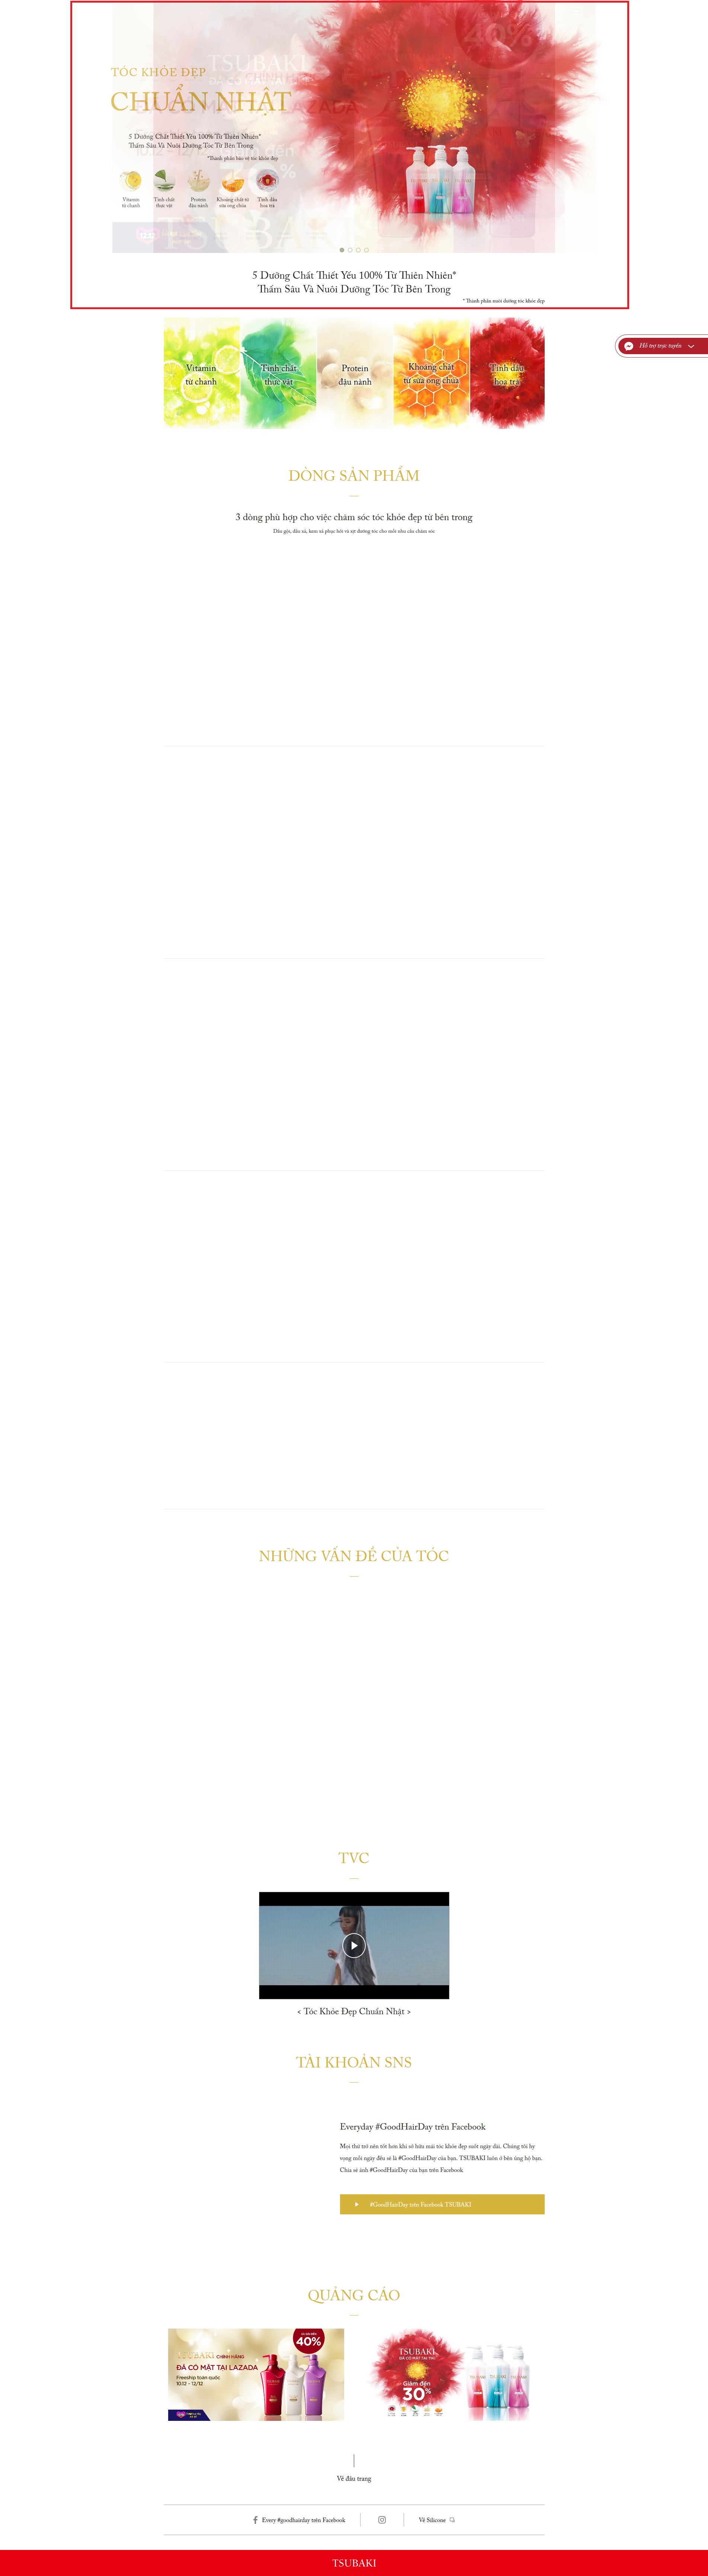 TSUBAKI
TÓC KHỎE ĐẸP
CHUẨN NHẬT
LAZADA
40%
5 Dưỡng Chất Thiết Yếu 100% Từ Thiên Nhiên*
Thấm Sâu Và Nuôi Dưỡng Tóc Từ Bên Trong
*Thành phần bảo vệ tóc khỏe đẹp
Vitamin
từ chanh
Tinh chất
thực vật
Protein
đậu nành
Khoáng chất từ
sữa ong chúa
Tinh dầu
hoa trà
5 Dưỡng Chất Thiết Yếu 100% Từ Thiên Nhiên*
Thấm Sâu Và Nuôi Dưỡng Tóc Từ Bên Trong
* Thành phần nuôi dưỡng tóc khỏe đẹp
Hỗ trợ trực tuyến
Vitamin
từ chanh
Tinh chất
thực vật
Protein
đậu nành
Khoáng chất
từ sữa ong chúa
Tinh dầu
hoa trà
DÒNG SẢN PHẨM
3 dòng phù hợp cho việc chăm sóc tóc khỏe đẹp từ bên trong
Dầu gội, dầu xả, kem xả phục hồi và xịt dưỡng tóc cho mỗi nhu cầu chăm sóc
NHỮNG VẤN ĐỀ CỦA TÓC
TVC
< Tóc Khỏe Đẹp Chuẩn Nhật >
TÀI KHOẢN SNS
Everyday #GoodHairDay trên Facebook
Mọi thứ trở nên tốt hơn khi sở hữu mái tóc khỏe đẹp suốt ngày dài. Chúng tôi hy
vọng mỗi ngày đều sẽ là #GoodHairDay của bạn. TSUBAKI luôn ở bên ủng hộ bạn.
Chia sẻ ảnh #GoodHairDay của bạn trên Facebook
#GoodHairDay trên Facebook TSUBAKI
QUẢNG CÁO
40%
TSUBAKI CHÍNH HÃNG
ĐÃ CÓ MẶT TẠI LAZADA
Freeship toàn quốc
10.12 - 12/12
TSUBAKI
ĐÃ CÓ MẶT TẠI TIKI
Giảm đến
30%
Về đầu trang
Every #goodhairday trên Facebook
Về Silicone
TSUBAKI